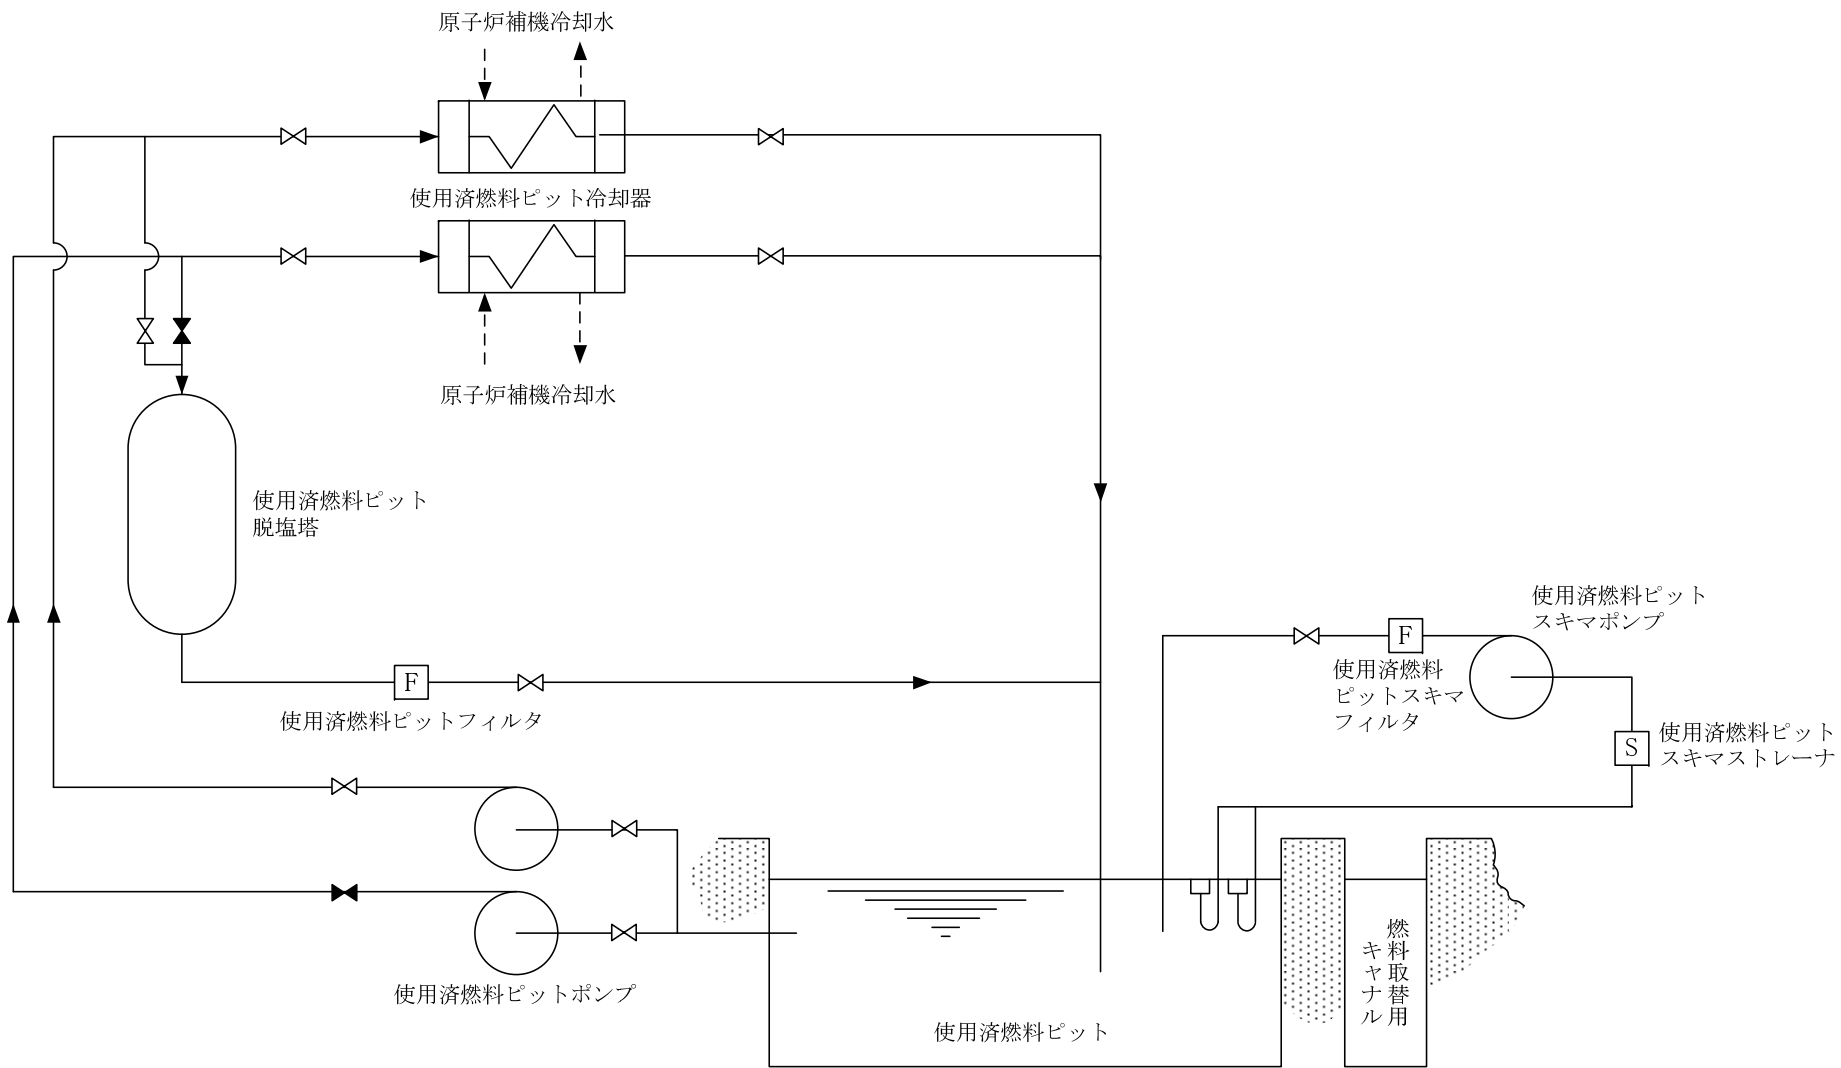 原子炉補機冷却水
使用済燃料ピット冷却器
原子炉補機冷却水
使用済燃料ピット
脱塩塔
使用済燃料ピット
スキマポンプ
F
使用済燃料
ピットスキマ
フィルタ
F
使用済燃料ピットフィルタ
S
使用済燃料ピット
スキマストレーナ
使用済燃料ピットポンプ
燃料取替用
キャナル
使用済燃料ピット